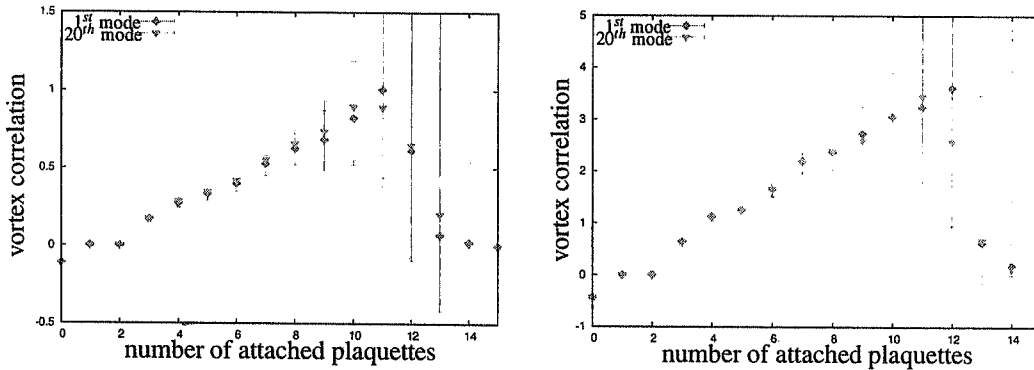 1.5
1
0.5
0
-0.5
1st mode
20th mode
vortex correlation
0 2 4 6 8 10 12 14
number of attached plaquettes
5
4
3
2
1
0
-1
1st mode
20th mode
vortex correlation
0 2 4 6 8 10 12 14
number of attached plaquettes